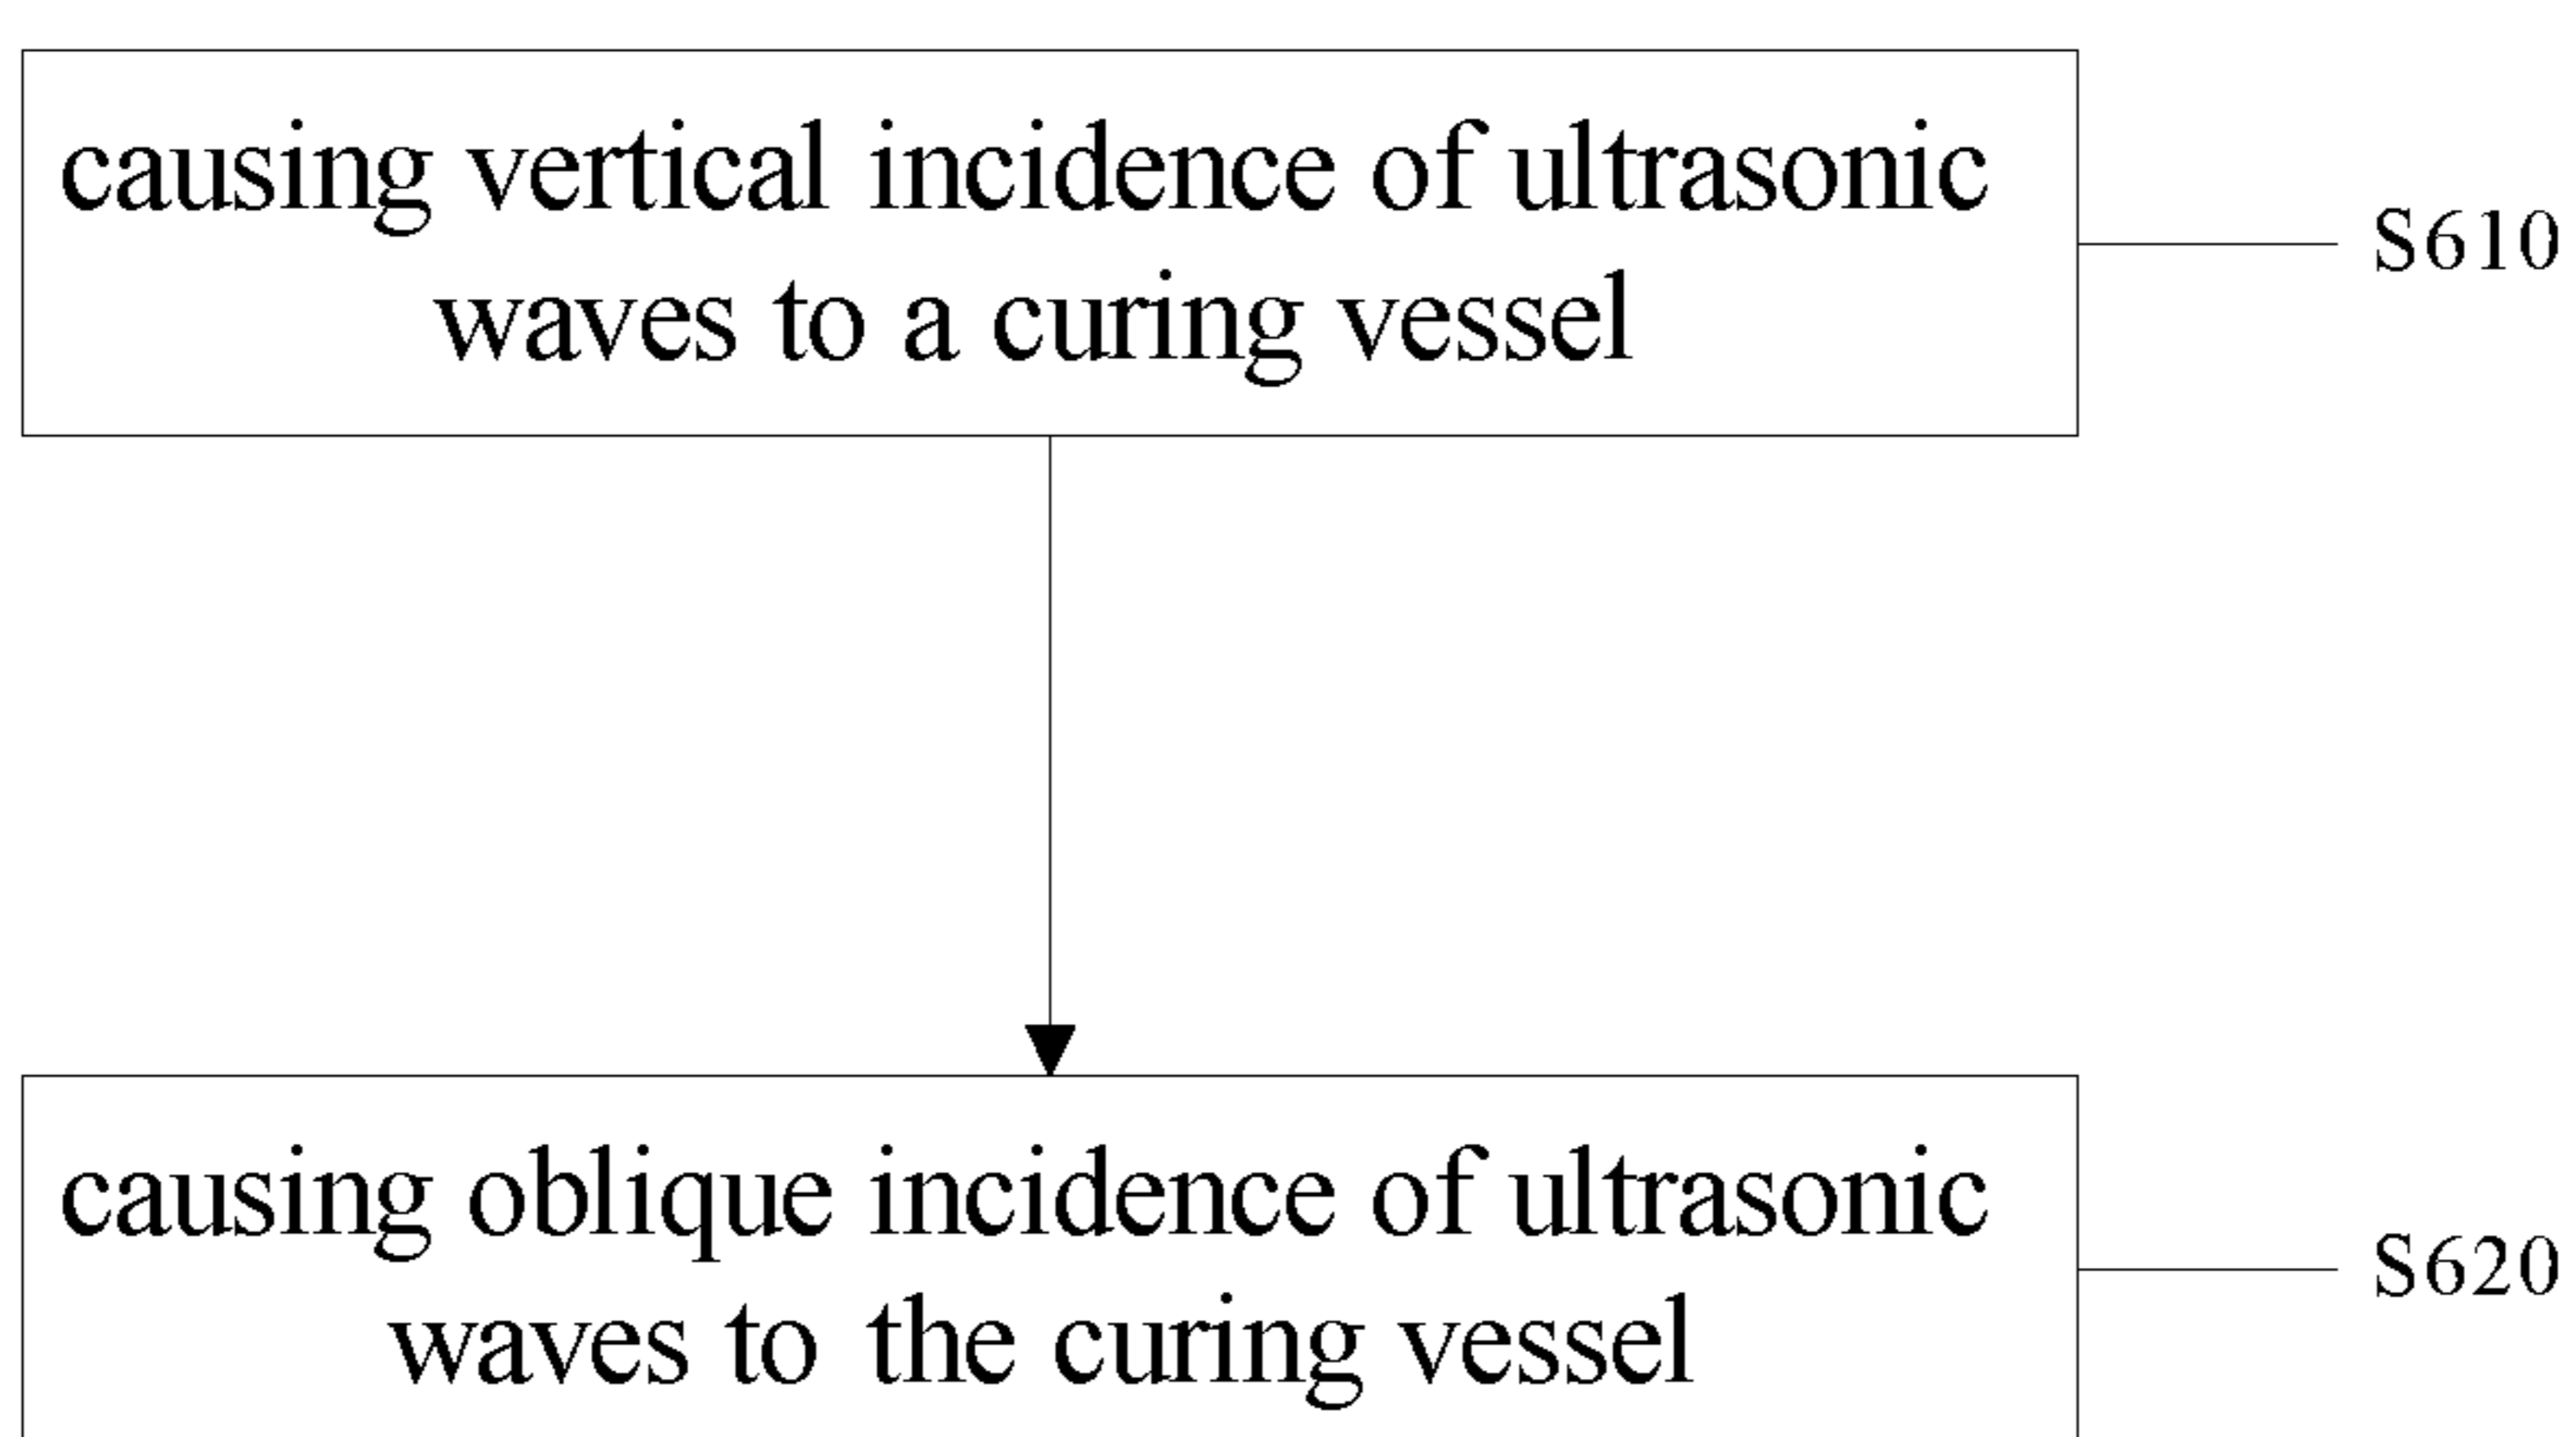 causing vertical incidence of ultrasonic
waves to a curing vessel
S610
causing oblique incidence of ultrasonic
waves to the curing vessel
S620